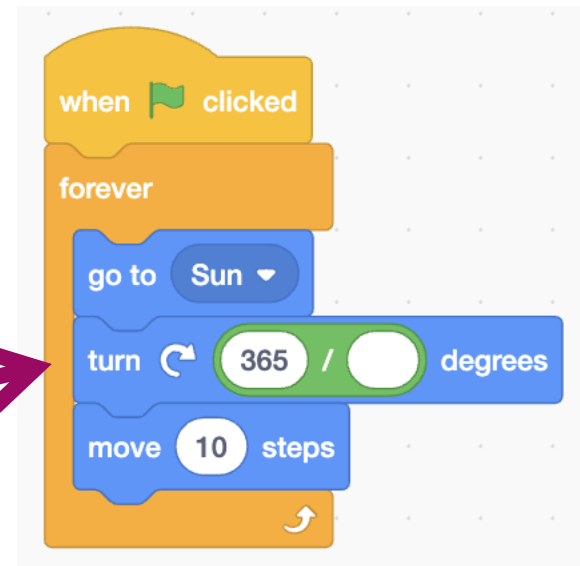 when clicked
forever
go to Sun
turn 365 / degrees
move 10 steps